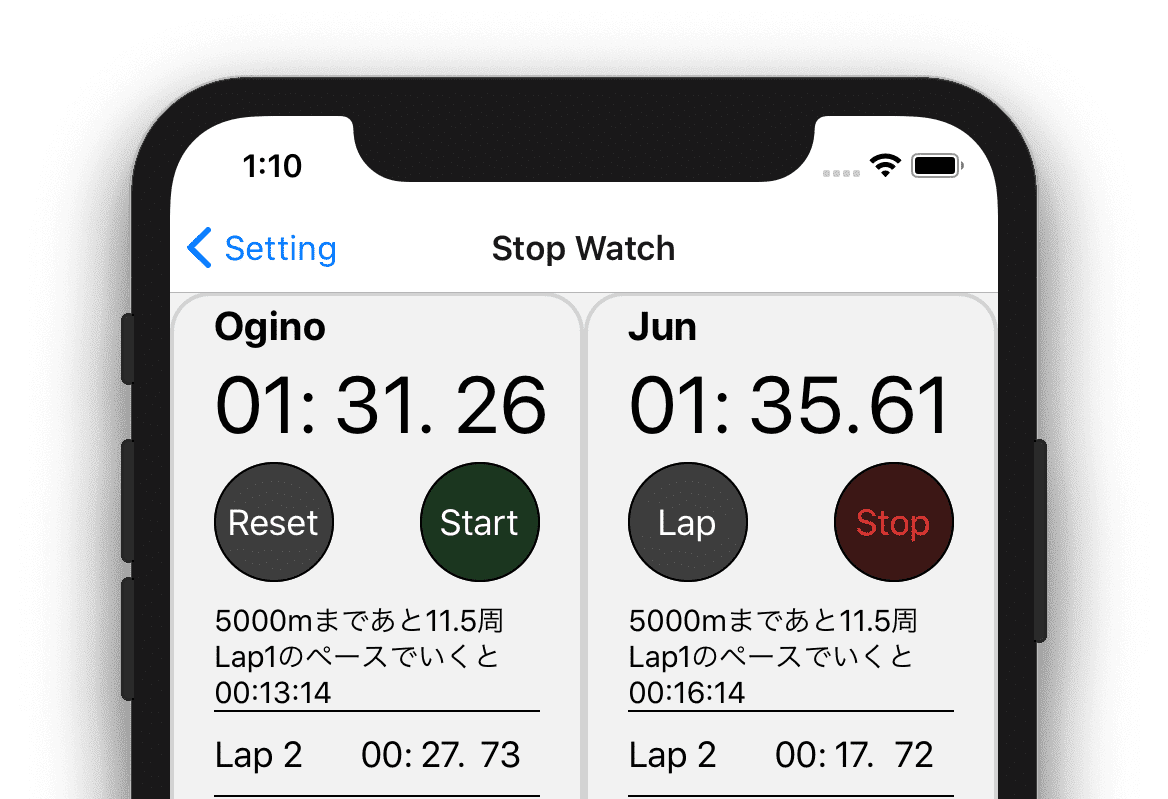 1:10
Setting
Stop Watch
Ogino
01: 31. 26
Reset
Start
5000mまであと11.5周
Lap1のペースでいくと
00:13:14
Lap 2 00: 27. 73
Jun
01: 35.61
Lap
Stop
5000mまであと11.5周
Lap1のペースでいくと
00:16:14
Lap 2 00: 17. 72